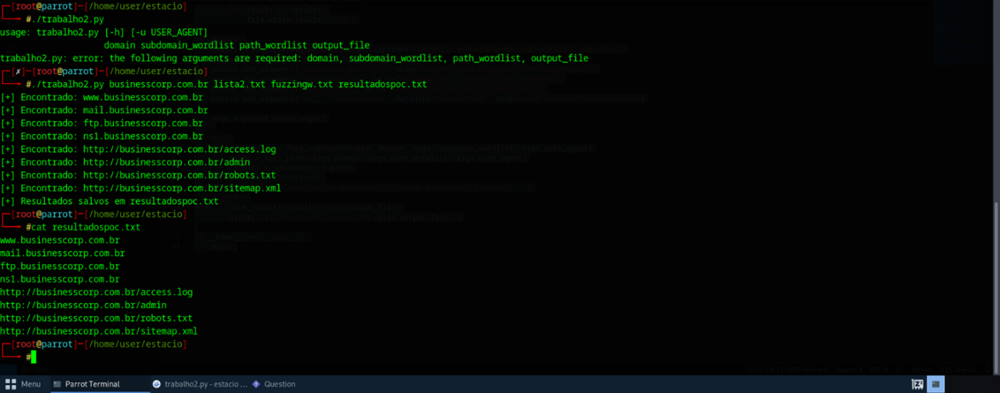 ┌─[root@parrot]─[/home/user/estacio]
└──╼ #./trabalho2.py
usage: trabalho2.py [-h] [-u USER_AGENT]
domain subdomain_wordlist path_wordlist output_file
trabalho2.py: error: the following arguments are required: domain, subdomain_wordlist, path_wordlist, output_file
┌─[✗]─[root@parrot]─[/home/user/estacio]
└──╼ #./trabalho2.py businesscorp.com.br lista2.txt fuzzingw.txt resultadospoc.txt
[+] Encontrado: www.businesscorp.com.br
[+] Encontrado: mail.businesscorp.com.br
[+] Encontrado: ftp.businesscorp.com.br
[+] Encontrado: ns1.businesscorp.com.br
[+] Encontrado: http://businesscorp.com.br/access.log
[+] Encontrado: http://businesscorp.com.br/admin
[+] Encontrado: http://businesscorp.com.br/robots.txt
[+] Encontrado: http://businesscorp.com.br/sitemap.xml
[+] Resultados salvos em resultadospoc.txt
┌─[root@parrot]─[/home/user/estacio]
└──╼ #cat resultadospoc.txt
www.businesscorp.com.br
mail.businesscorp.com.br
ftp.businesscorp.com.br
ns1.businesscorp.com.br
http://businesscorp.com.br/access.log
http://businesscorp.com.br/admin
http://businesscorp.com.br/robots.txt
http://businesscorp.com.br/sitemap.xml
┌─[root@parrot]─[/home/user/estacio]
└──╼ #
Menu Parrot Terminal trabalho2.py - estacio ... Question